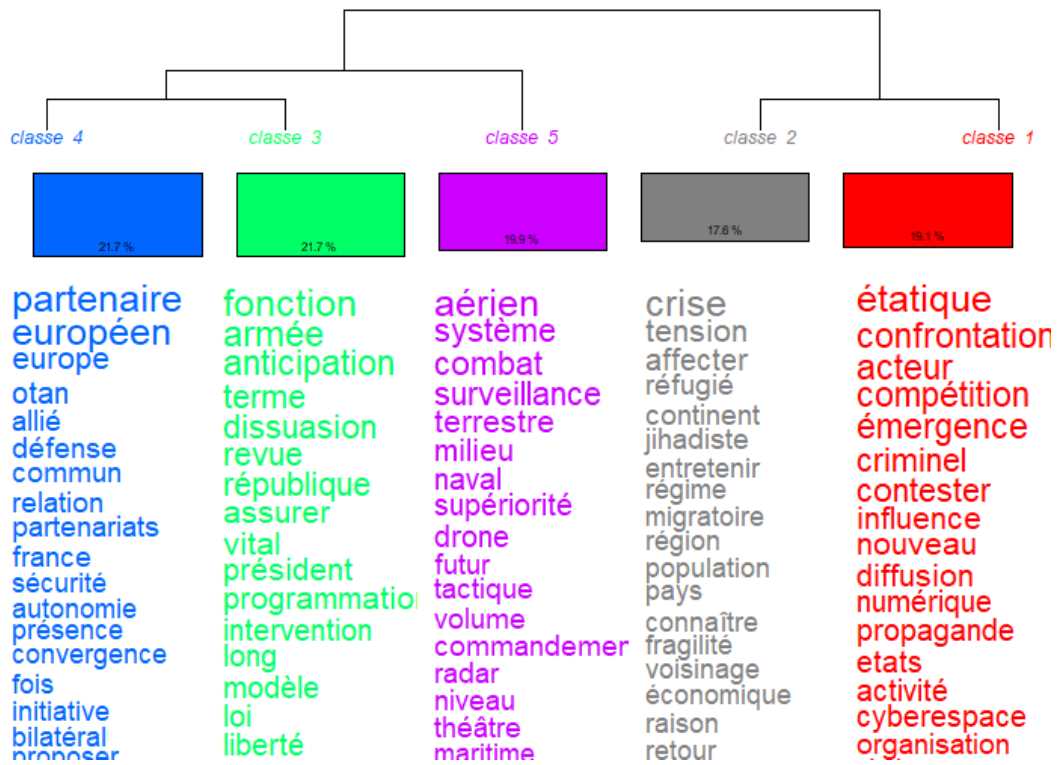 classe 4
classe 3
classe 5
classe 2
classe 1
21.7 %
21.7 %
19.9 %
17.6 %
19.1 %
partenaire
européen
europe
otan
allié
défense
commun
relation
partenariats
france
sécurité
autonomie
présence
convergence
fois
initiative
bilatéral
proposer
fonction
armée
anticipation
terme
dissuasion
revue
république
assurer
vital
président
programmatio
intervention
long
modèle
loi
liberté
aérien
système
combat
surveillance
terrestre
milieu
naval
supériorité
drone
futur
tactique
volume
commandemen
radar
niveau
théâtre
maritime
crise
tension
affecter
réfugié
continent
jihadiste
entretenir
régime
migratoire
région
population
pays
connaître
fragilité
voisinage
économique
raison
retour
étatique
confrontation
acteur
compétition
émergence
criminel
contester
influence
nouveau
diffusion
numérique
propagande
etats
activité
cyberespace
organisation